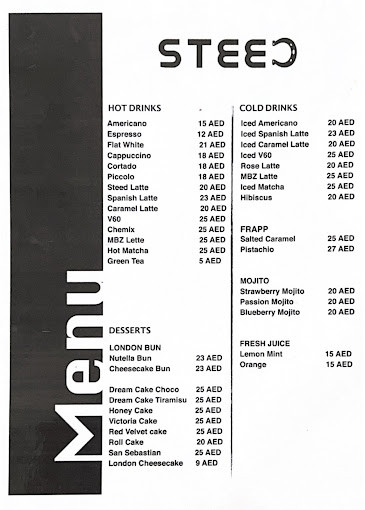 STEED
Menu
HOT DRINKS
Americano 15 AED
Espresso 12 AED
Flat White 21 AED
Cappuccino 18 AED
Cortado 18 AED
Piccolo 18 AED
Steed Latte 20 AED
Spanish Latte 23 AED
Caramel Latte 20 AED
V60 25 AED
Chemix 25 AED
MBZ Lette 25 AED
Hot Matcha 25 AED
Green Tea 5 AED
DESSERTS
LONDON BUN
Nutella Bun 23 AED
Cheesecake Bun 23 AED
Dream Cake Choco 25 AED
Dream Cake Tiramisu 25 AED
Honey Cake 25 AED
Victoria Cake 25 AED
Red Velvet cake 25 AED
Roll Cake 20 AED
San Sebastian 25 AED
London Cheesecake 9 AED
COLD DRINKS
Iced Americano 20 AED
Iced Spanish Latte 23 AED
Iced Caramel Latte 20 AED
Iced V60 25 AED
Rose Latte 20 AED
MBZ Latte 25 AED
Iced Matcha 25 AED
Hibiscus 20 AED
FRAPP
Salted Caramel 25 AED
Pistachio 27 AED
MOJITO
Strawberry Mojito 20 AED
Passion Mojito 20 AED
Blueberry Mojito 20 AED
FRESH JUICE
Lemon Mint 15 AED
Orange 15 AED